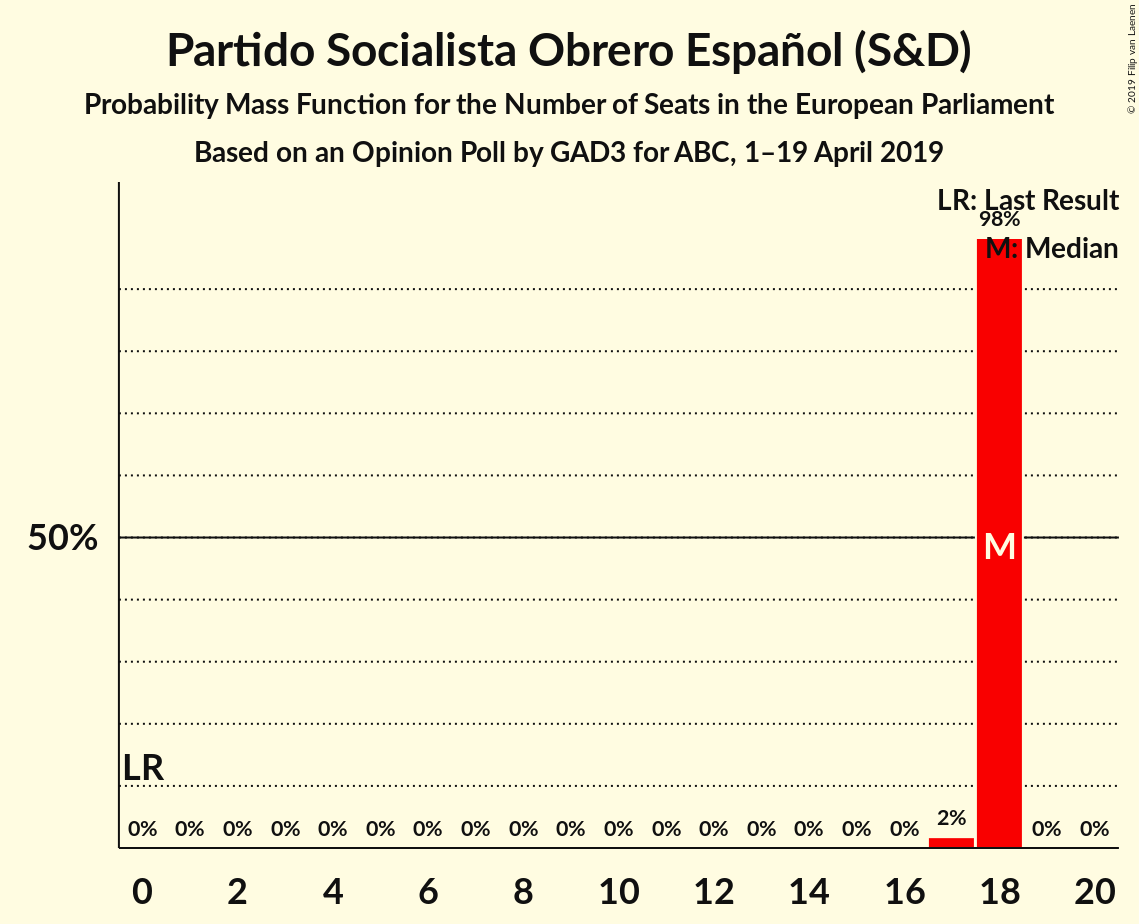 Partido Socialista Obrero Español (S&D)
Probability Mass Function for the Number of Seats in the European Parliament
Based on an Opinion Poll by GAD3 for ABC, 1–19 April 2019
© 2019 Filip van Laenen
LR: Last Result
98%
M: Median
50%
M
LR
0% 0% 0% 0% 0% 0% 0% 0% 0% 0% 0% 0% 0% 0% 0% 0% 0% 2% 0% 0%
0 2 4 6 8 10 12 14 16 18 20